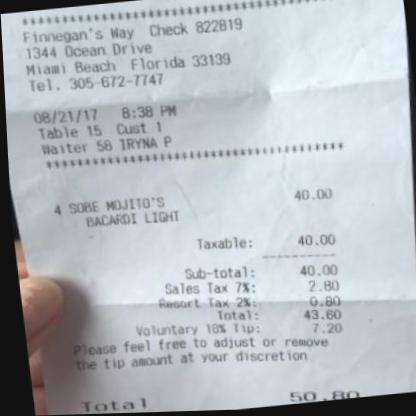 ****************************************
Finnegan's Way Check 822819
1344 Ocean Drive
Miami Beach Florida 33139
Tel. 305-672-7747
08/21/17 8:38 PM
Table 15 Cust 1
Waiter 58 IRYNA P
****************************************
4 SOBE MOJITO'S 40.00
BACARDI LIGHT
Taxable: 40.00
----------
Sub-total: 40.00
Sales Tax 7%: 2.80
Resort Tax 2%: 0.80
Total: 43.60
Voluntary 18% Tip: 7.20
Please feel free to adjust or remove
the tip amount at your discretion
Total 50.80